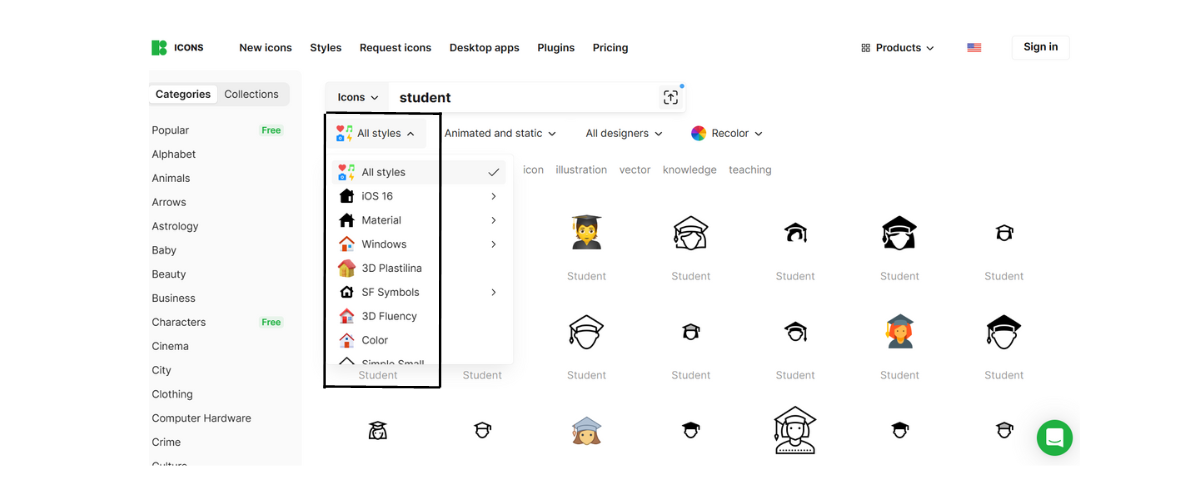 ICONS New icons Styles Request icons Desktop apps Plugins Pricing Products Sign in
Categories Collections
Icons student
All styles Animated and static All designers Recolor
icon illustration vector knowledge teaching
Popular Free
Alphabet
Animals
Arrows
Astrology
Baby
Beauty
Business
Characters Free
Cinema
City
Clothing
Computer Hardware
Crime
Culture
All styles
iOS 16
Material
Windows
3D Plastilina
SF Symbols
3D Fluency
Color
Simple Small
Student Student Student Student Student
Student Student Student Student Student Student Student